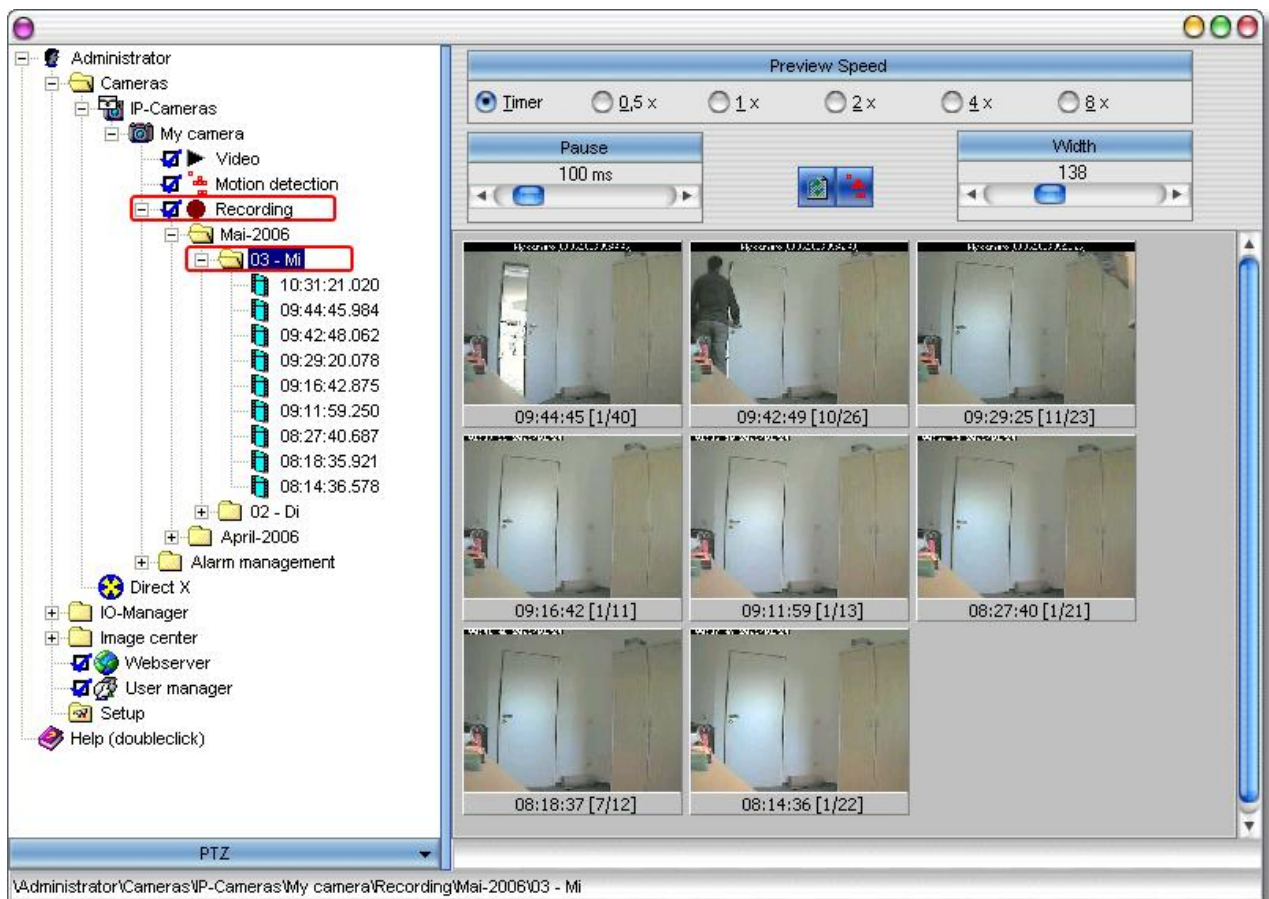 Administrator
Cameras
IP-Cameras
My camera
Video
Motion detection
Recording
Mai-2006
03 - Mi
10:31:21.020
09:44:45.984
09:42:48.062
09:29:20.078
09:16:42.875
09:11:59.250
08:27:40.687
08:18:35.921
08:14:36.578
02 - Di
April-2006
Alarm management
Direct X
IO-Manager
Image center
Webserver
User manager
Setup
Help (doubleclick)
PTZ
Preview Speed
Timer 0,5 x 1 x 2 x 4 x 8 x
Pause
100 ms
Width
138
09:44:45 [1/40] 09:42:49 [10/26] 09:29:25 [11/23]
09:16:42 [1/11] 09:11:59 [1/13] 08:27:40 [1/21]
08:18:37 [7/12] 08:14:36 [1/22]
\Administrator\Cameras\IP-Cameras\My camera\Recording\Mai-2006\03 - Mi